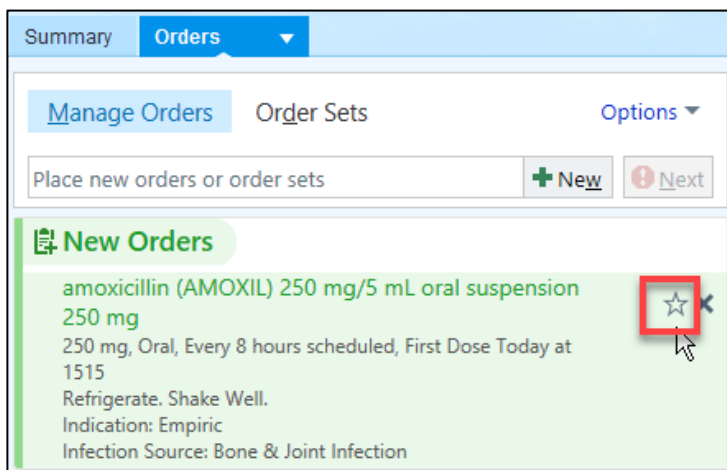 Summary Orders
Manage Orders Order Sets Options
Place new orders or order sets New Next
New Orders
amoxicillin (AMOXIL) 250 mg/5 mL oral suspension
250 mg
250 mg, Oral, Every 8 hours scheduled, First Dose Today at
1515
Refrigerate. Shake Well.
Indication: Empiric
Infection Source: Bone & Joint Infection